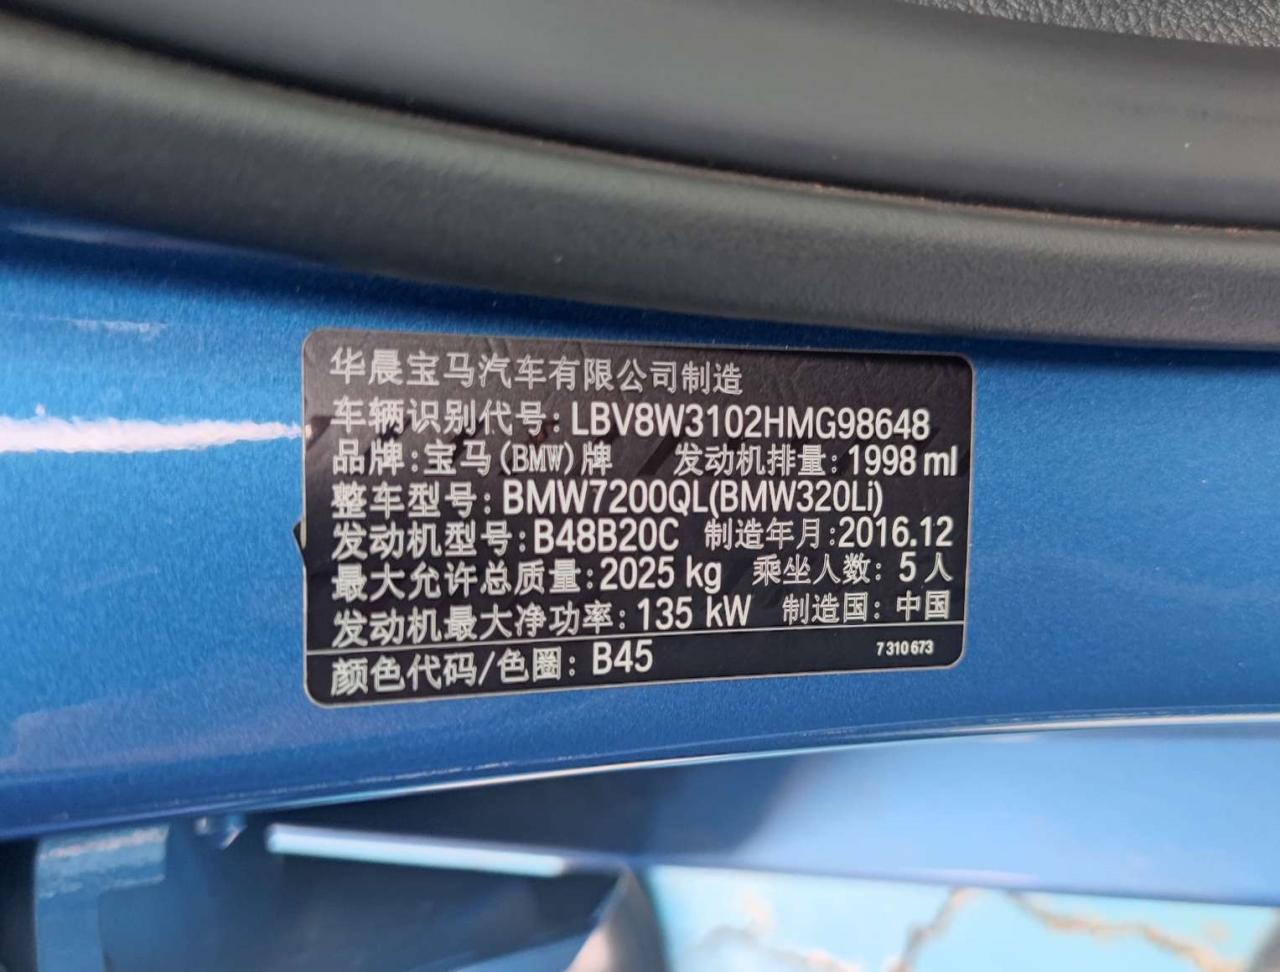 华晨宝马汽车有限公司制造
车辆识别代号: LBV8W3102HMG98648
品牌:宝马(BMW)牌 发动机排量: 1998 ml
整车型号: BMW7200QL(BMW320Li)
发动机型号:B48B20C 制造年月:2016.12
最大允许总质量:2025 kg 乘坐人数: 5人
发动机最大净功率: 135 kW 制造国: 中国
颜色代码/色圈: B45 7 310 673